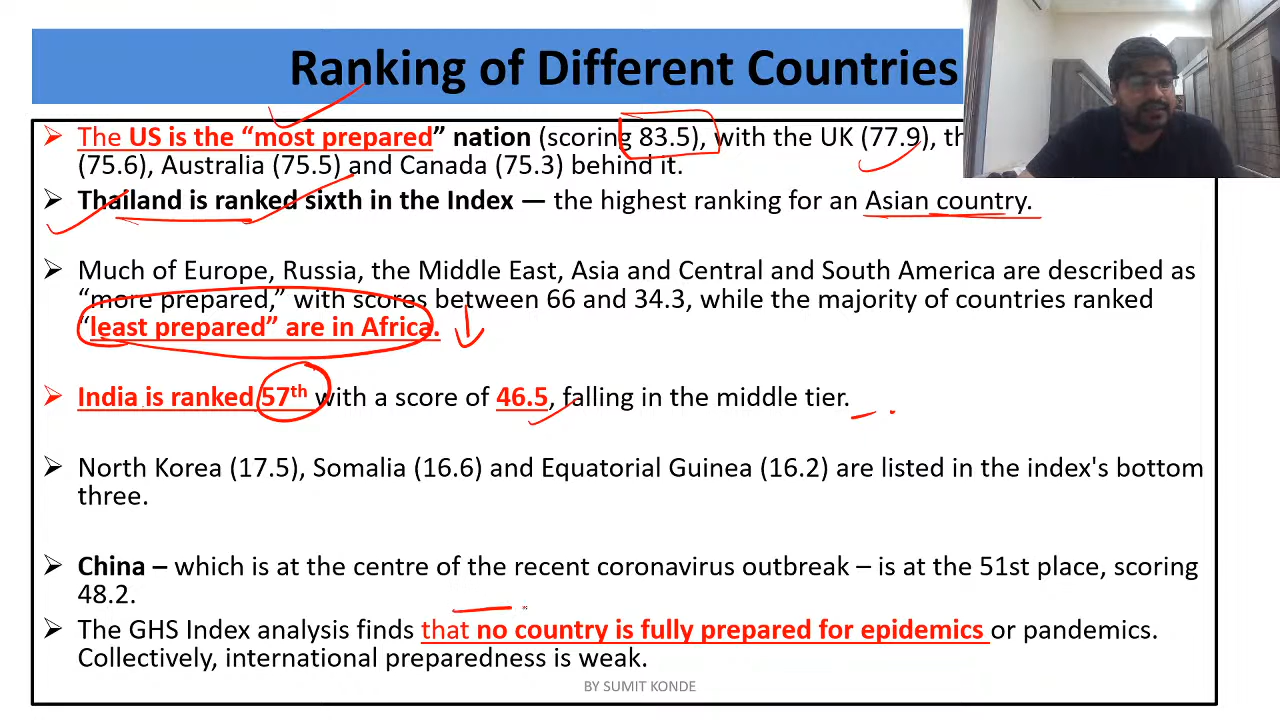 Ranking of Different Countries
➢ The US is the “most prepared” nation (scoring 83.5), with the UK (77.9),
(75.6), Australia (75.5) and Canada (75.3) behind it.
➢ Thailand is ranked sixth in the Index — the highest ranking for an Asian country.
➢ Much of Europe, Russia, the Middle East, Asia and Central and South America are described as
“more prepared,” with scores between 66 and 34.3, while the majority of countries ranked
“least prepared” are in Africa.
➢ India is ranked 57th with a score of 46.5, falling in the middle tier.
➢ North Korea (17.5), Somalia (16.6) and Equatorial Guinea (16.2) are listed in the index's bottom
three.
➢ China – which is at the centre of the recent coronavirus outbreak – is at the 51st place, scoring
48.2.
➢ The GHS Index analysis finds that no country is fully prepared for epidemics or pandemics.
Collectively, international preparedness is weak.
BY SUMIT KONDE